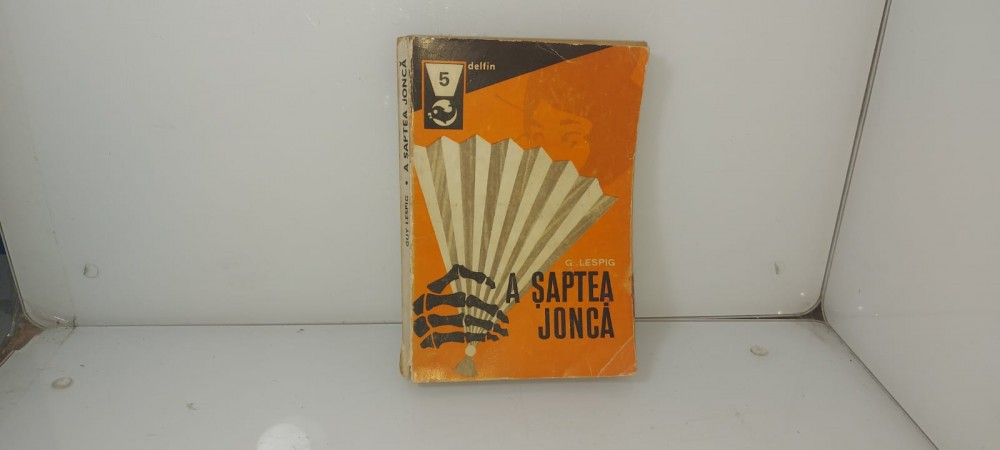 GUY LESPIG • A ȘAPTEA JONCĂ
delfin
5
G. LESPIG
A ȘAPTEA
JONCĂ